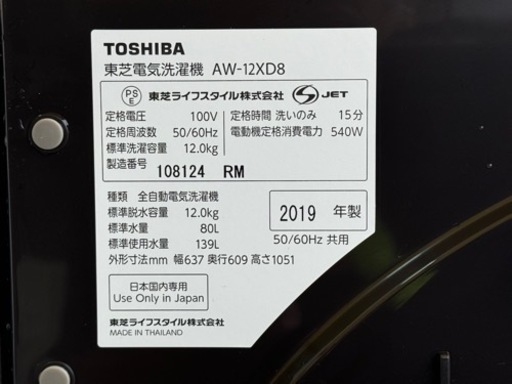 TOSHIBA
東芝電気洗濯機 AW-12XD8
PS E 東芝ライフスタイル株式会社 S JET
定格電圧 100V 定格時間 洗いのみ 15分
定格周波数 50/60Hz 電動機定格消費電力 540W
標準洗濯容量 12.0kg
製造番号 108124 RM
種類 全自動電気洗濯機
標準脱水容量 12.0kg 2019 年製
標準水量 80L
標準使用水量 139L 50/60Hz 共用
外形寸法mm 幅637 奥行609 高さ1051
日本国内専用
Use Only in Japan
東芝ライフスタイル株式会社
MADE IN THAILAND